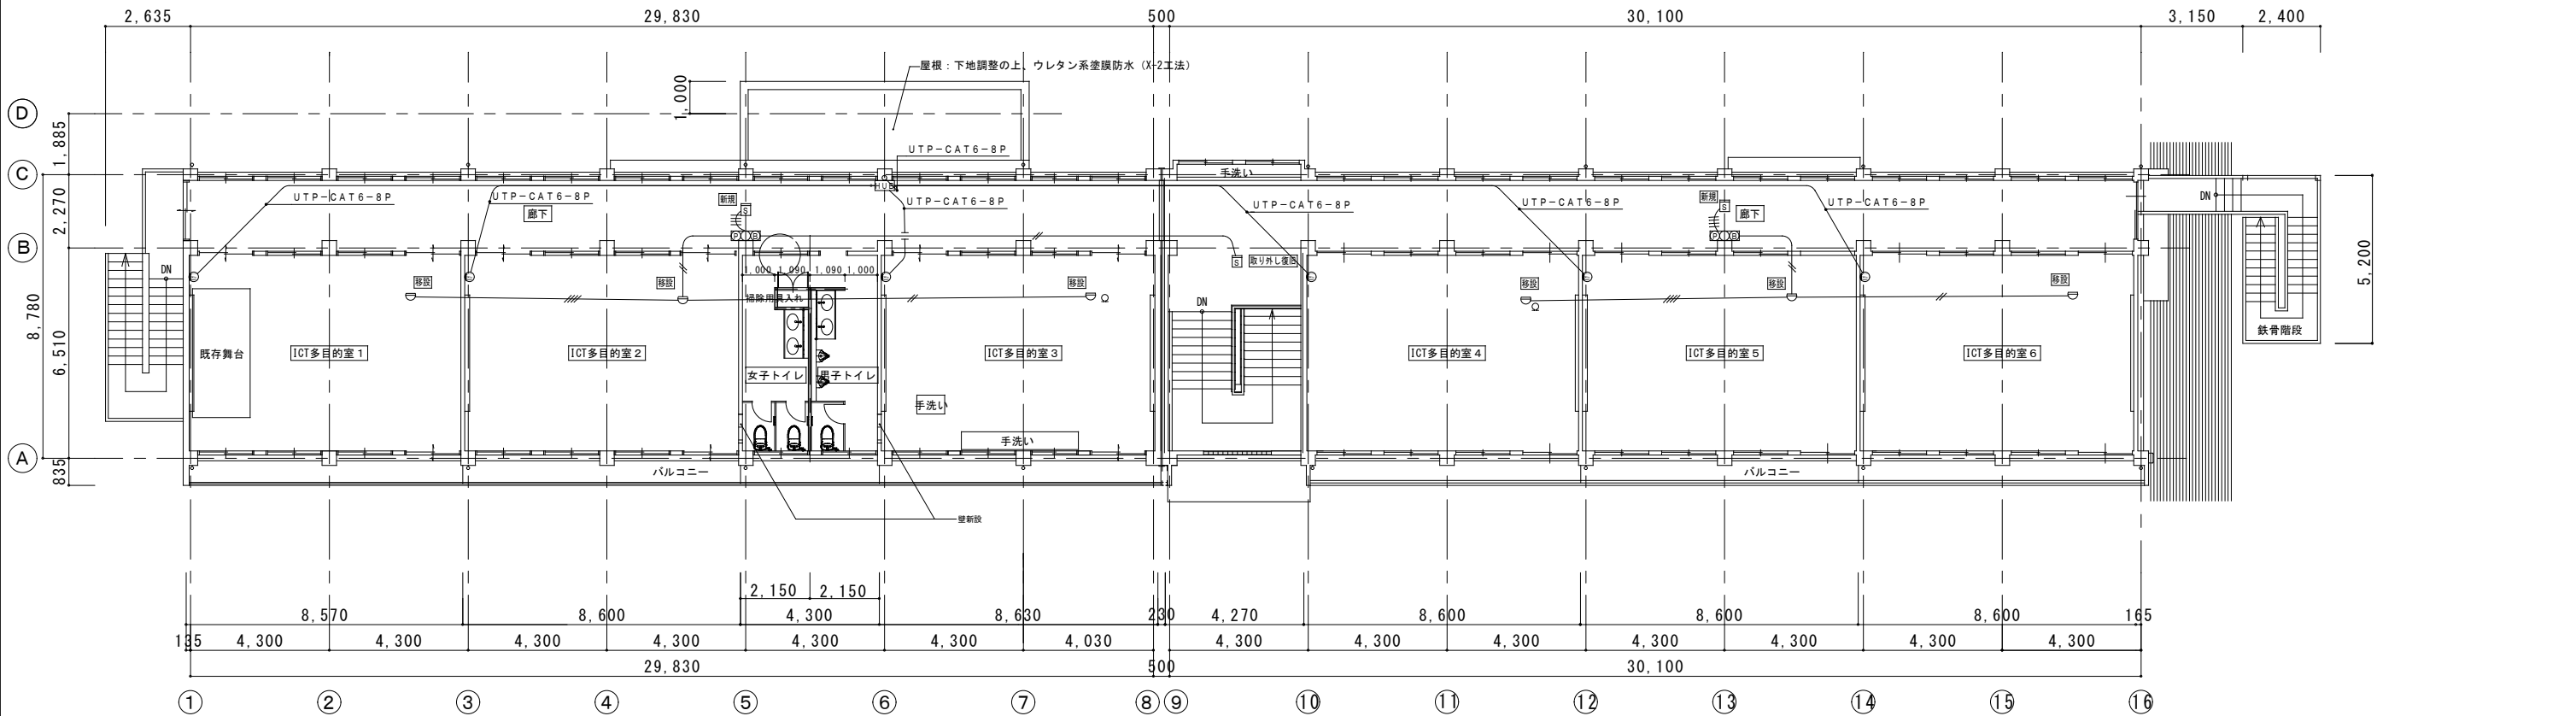 2,635 29,830 500 30,100 3,150 2,400
屋根：下地調整の上、ウレタン系塗膜防水（X-2工法）
1,000
D
1,885
UTP-CAT6-8P
C
手洗い
HUB
UTP-CAT6-8P UTP-CAT6-8P 新規 UTP-CAT6-8P UTP-CAT6-8P UTP-CAT6-8P 新規 UTP-CAT6-8P DN
S S
廊下 廊下
2,270
P B P B
B
S 取り外し復旧
DN 1,000 1,090 1,090 1,000
移設 移設 移設 移設 移設 移設
掃除用具入れ DN
Ω Ω
5,200
8,780
6,510
鉄骨階段
既存舞台 ICT多目的室1 ICT多目的室2 ICT多目的室3 ICT多目的室4 ICT多目的室5 ICT多目的室6
女子トイレ 男子トイレ
手洗い
手洗い
A
835
バルコニー バルコニー
壁新設
2,150 2,150
8,570 8,600 4,300 8,630 230 4,270 8,600 8,600 8,600 165
135 4,300 4,300 4,300 4,300 4,300 4,300 4,030 4,300 4,300 4,300 4,300 4,300 4,300 4,300
29,830 500 30,100
1 2 3 4 5 6 7 8 9 10 11 12 13 14 15 16